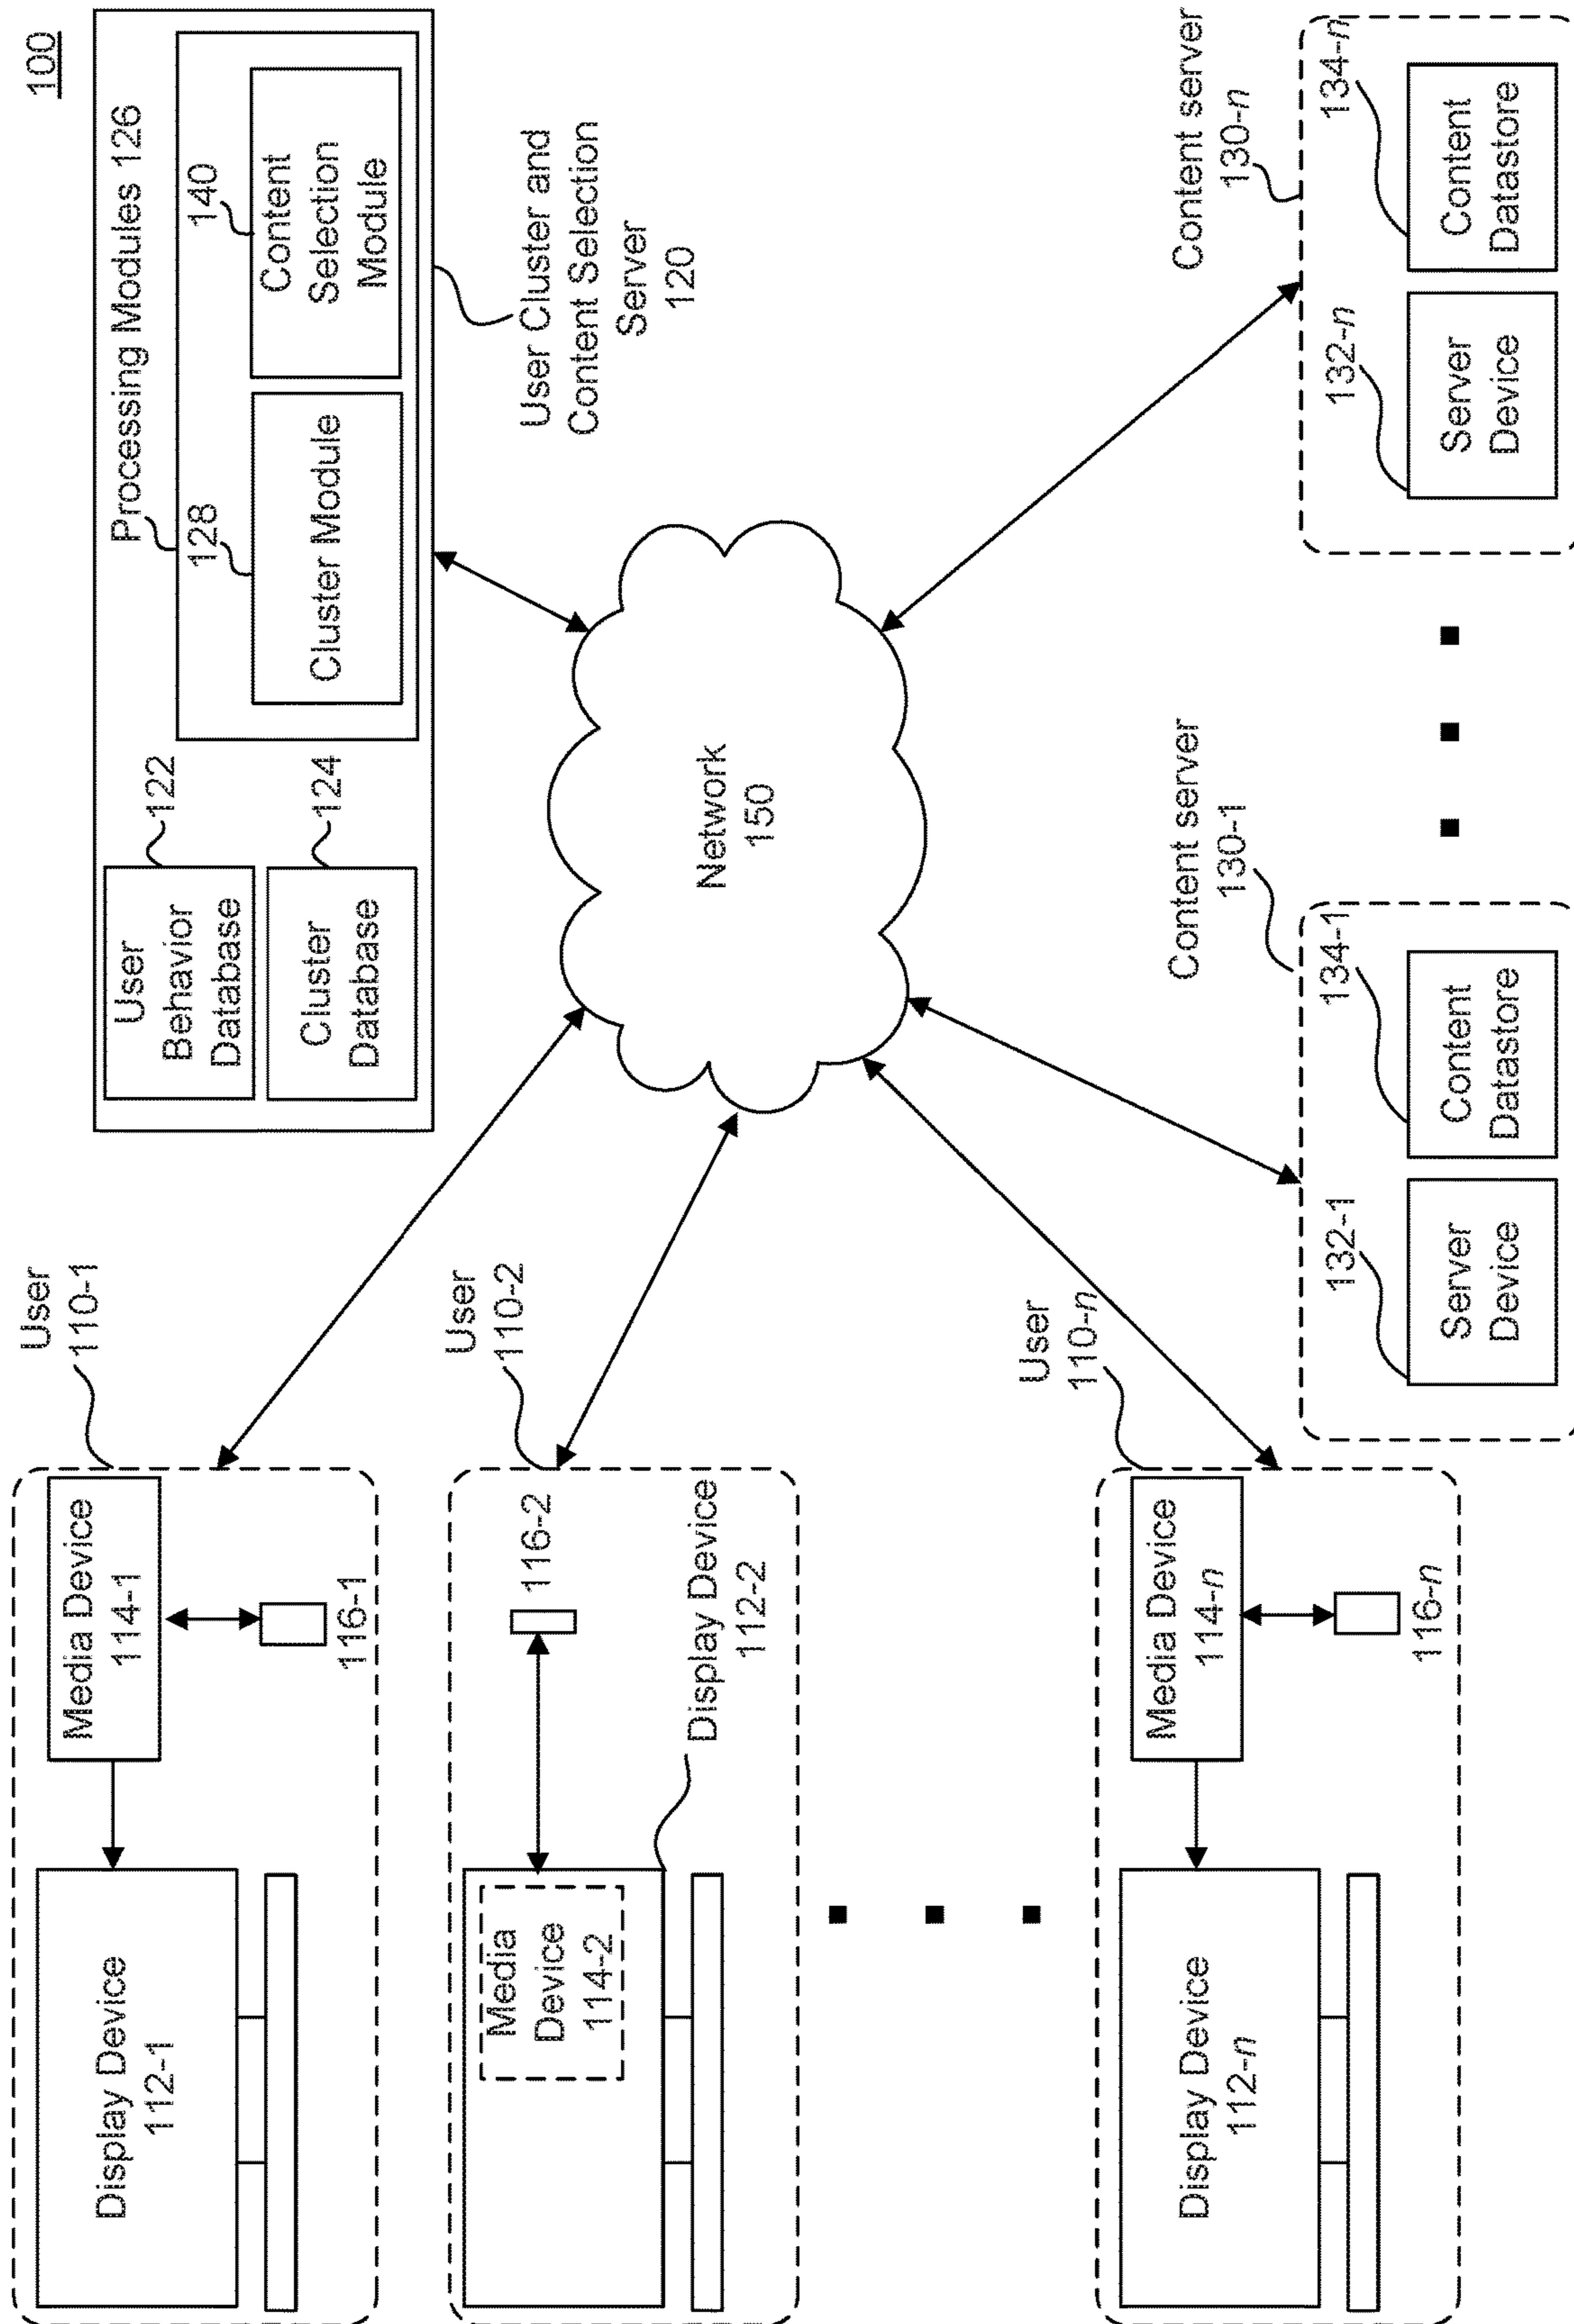 100
User
110-1
Display Device
112-1
Media Device
114-1
116-1
User
110-2
Media
Device
114-2
116-2
Display Device
112-2
User
110-n
Display Device
112-n
Media Device
114-n
116-n
User
Behavior
Database
122
Cluster
Database
124
Processing Modules 126
128
Cluster Module
140
Content
Selection
Module
User Cluster and
Content Selection
Server
120
Network
150
Content server
130-1
132-1
Server
Device
134-1
Content
Datastore
Content server
130-n
132-n
Server
Device
134-n
Content
Datastore